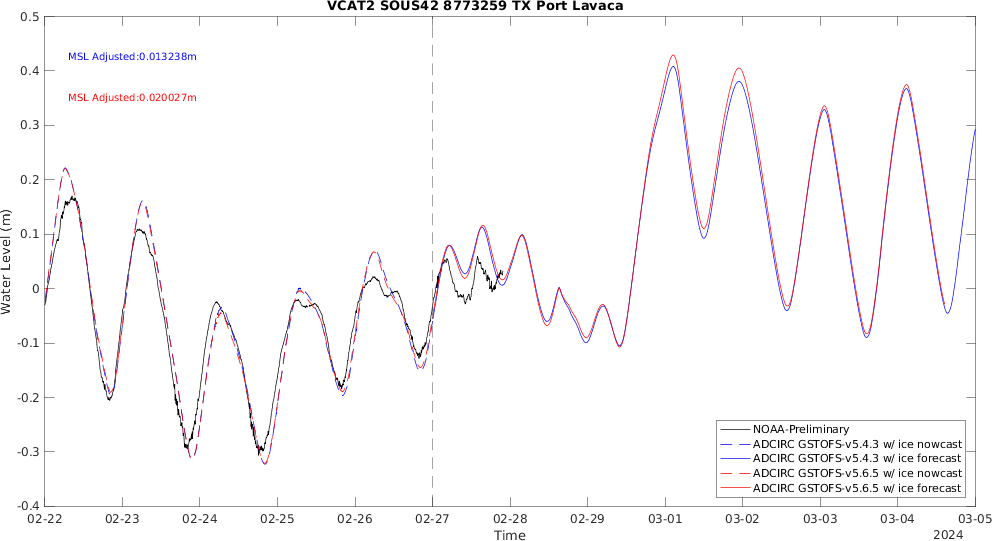 VCAT2 SOUS42 8773259 TX Port Lavaca
MSL Adjusted:0.013238m
MSL Adjusted:0.020027m
Water Level (m)
0.5
0.4
0.3
0.2
0.1
0
-0.1
-0.2
-0.3
-0.4
NOAA-Preliminary
ADCIRC GSTOFS-v5.4.3 w/ ice nowcast
ADCIRC GSTOFS-v5.4.3 w/ ice forecast
ADCIRC GSTOFS-v5.6.5 w/ ice nowcast
ADCIRC GSTOFS-v5.6.5 w/ ice forecast
02-22 02-23 02-24 02-25 02-26 02-27 02-28 02-29 03-01 03-02 03-03 03-04 03-05
Time
2024